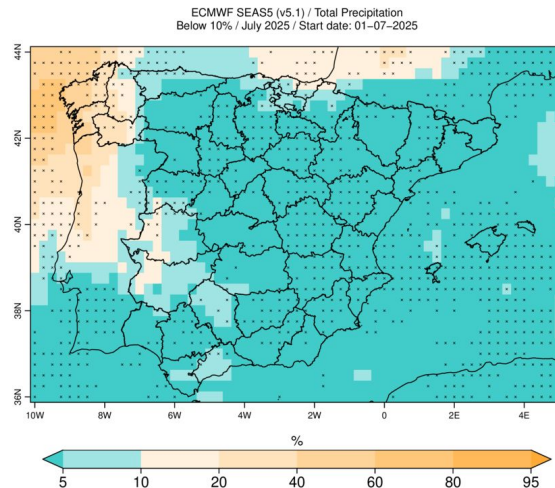 ECMWF SEAS5 (v5.1) / Total Precipitation
Below 10% / July 2025 / Start date: 01-07-2025
44N
42N
40N
38N
36N
10W 8W 6W 4W 2W 0 2E 4E
%
5 10 20 40 60 80 95